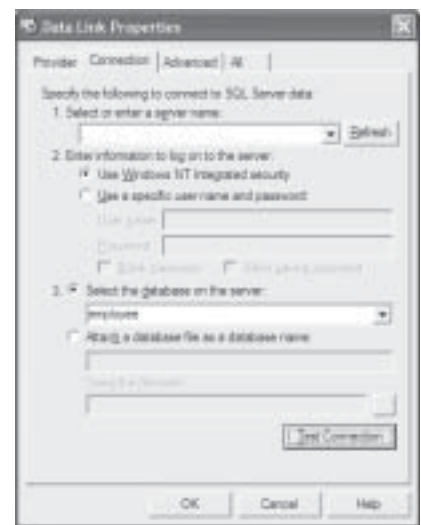 Data Link Properties
Provider Connection Advanced All
Specify the following to connect to SQL Server data:
1. Select or enter a server name:
Refresh
2. Enter information to log on to the server:
Use Windows NT Integrated security
Use a specific user name and password:
User name:
Password:
Blank password
3. Select the database on the server:
employee
Attach a database file as a database name:
Using the filename:
Test Connection
OK Cancel Help